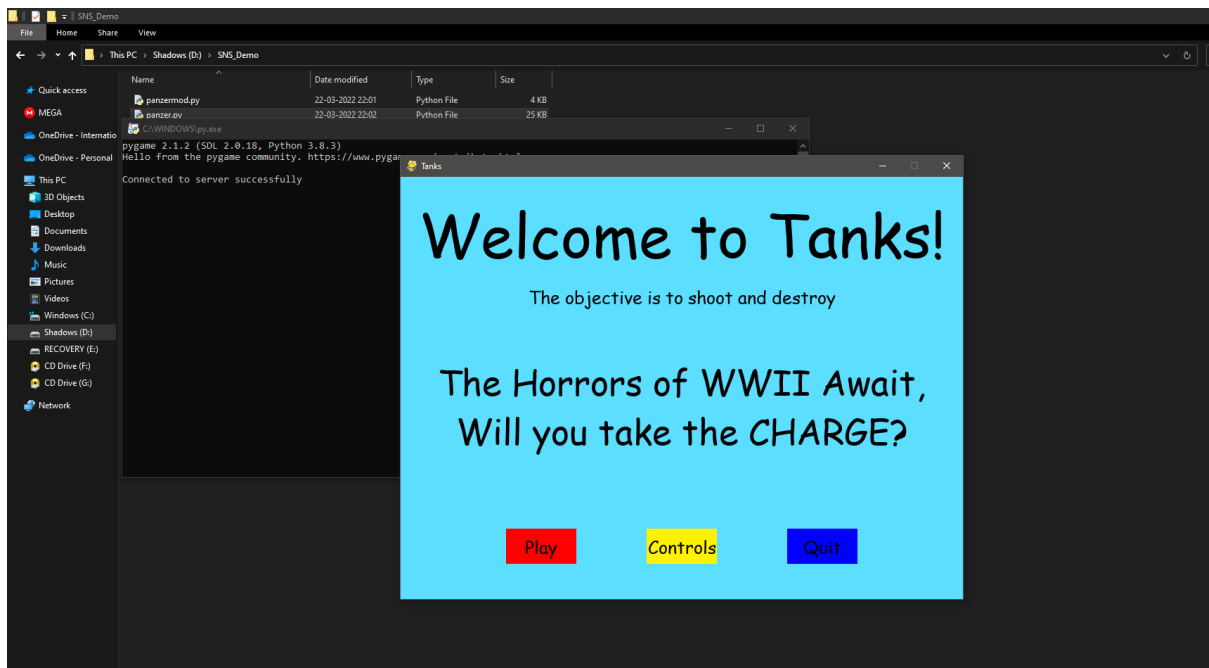 SNS_Demo
File Home Share View
This PC > Shadows (D:) > SNS_Demo
Name Date modified Type Size
Quick access
MEGA
OneDrive - Internatio
OneDrive - Personal
This PC
3D Objects
Desktop
Documents
Downloads
Music
Pictures
Videos
Windows (C:)
Shadows (D:)
RECOVERY (E:)
CD Drive (F:)
CD Drive (G:)
Network
panzermod.py 22-03-2022 22:01 Python File 4 KB
panzer.py 22-03-2022 22:02 Python File 25 KB
C:\WINDOWS\py.exe
pygame 2.1.2 (SDL 2.0.18, Python 3.8.3)
Hello from the pygame community. https://www.pygam
Connected to server successfully
Tanks
Welcome to Tanks!
The objective is to shoot and destroy
The Horrors of WWII Await,
Will you take the CHARGE?
Play Controls Quit